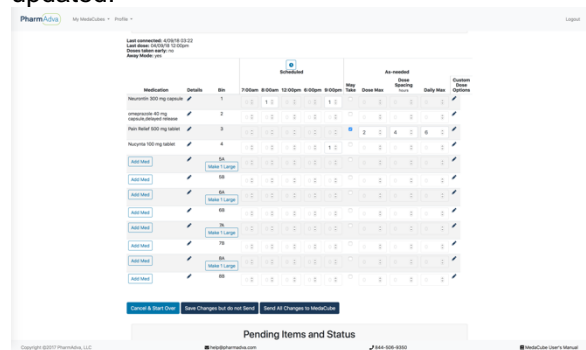 updated.
PharmAdva My MedaCubes Profile Logout
Last connected: 4/09/18 03:22
Last dose: 04/09/18 12:00pm
Doses taken early: no
Away Mode: yes
Scheduled As-needed
Medication Details Bin 7:00am 8:00am 12:00pm 6:00pm 9:00pm May Take Dose Max Dose Spacing hours Daily Max Custom Dose Options
Neurontin 300 mg capsule 1 1 1
omeprazole 40 mg capsule,delayed release 2
Pain Relief 500 mg tablet 3 2 4 6
Nucynta 100 mg tablet 4 1
Add Med 5A
Make 1 Large
Add Med 5B
Add Med 6A
Make 1 Large
Add Med 6B
Add Med
Make 1 Large
Add Med 7B
Add Med 8A
Make 1 Large
Add Med 8B
Cancel & Start Over Save Changes but do not Send Send All Changes to MedaCube
Pending Items and Status
Copyright ©2017 PharmAdva, LLC help@pharmadva.com 844-506-9360 MedaCube User's Manual